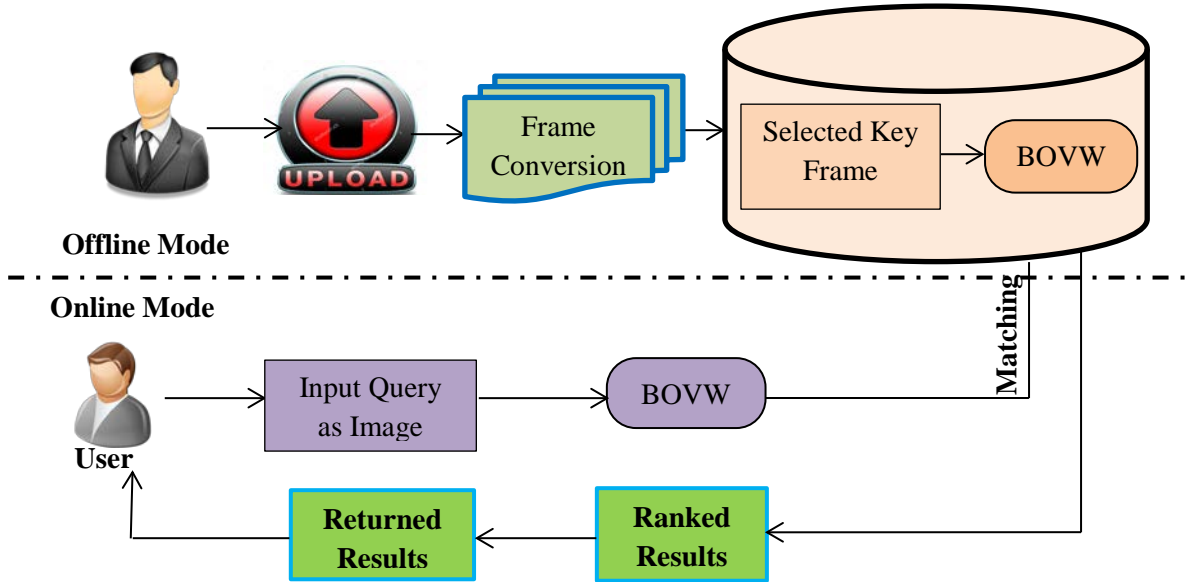 UPLOAD
Frame
Conversion
Selected Key
Frame
BOVW
Offline Mode
Online Mode
Matching
Input Query
as Image
BOVW
User
Returned
Results
Ranked
Results